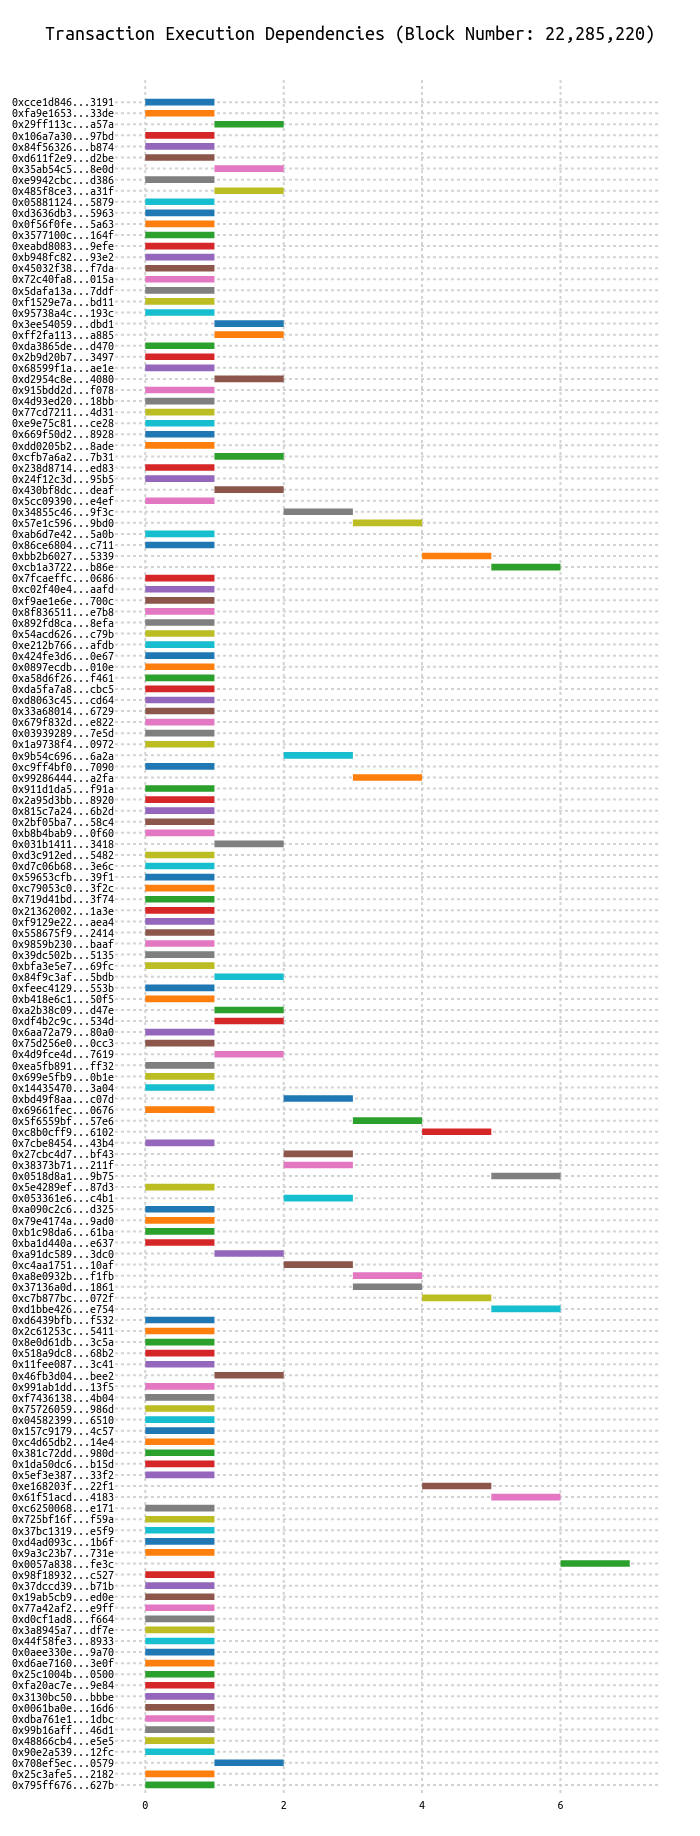 Transaction Execution Dependencies (Block Number: 22,285,220)
0xcce1d846...3191
0xfa9e1653...33de
0x29ff113c...a57a
0x106a7a30...97bd
0x84f56326...b874
0xd611f2e9...d2be
0x35ab54c5...8e0d
0xe9942cbc...d386
0x485f8ce3...a31f
0x05881124...5879
0xd3636db3...5963
0x0f56f0fe...5a63
0x3577100c...164f
0xeabd8083...9efe
0xb948fc82...93e2
0x45032f38...f7da
0x72c40fa8...015a
0x5dafa13a...7ddf
0xf1529e7a...bd11
0x95738a4c...193c
0x3ee54059...dbd1
0xff2fa113...a885
0xda3865de...d470
0x2b9d20b7...3497
0x68599f1a...ae1e
0xd2954c8e...4080
0x915bdd2d...f078
0x4d93ed20...18bb
0x77cd7211...4d31
0xe9e75c81...ce28
0x669f50d2...8928
0xdd0205b2...8ade
0xcfb7a6a2...7b31
0x238d8714...ed83
0x24f12c3d...95b5
0x430bf8dc...deaf
0x5cc09390...e4ef
0x34855c46...9f3c
0x57e1c596...9bd0
0xab6d7e42...5a0b
0x86ce6804...c711
0xbb2b6027...5339
0xcb1a3722...b86e
0x7fcaeffc...0686
0xc02f40e4...aafd
0xf9ae1e6e...700c
0x8f836511...e7b8
0x892fd8ca...8efa
0x54acd626...c79b
0xe212b766...afdb
0x424fe3d6...0e67
0x0897ecdb...010e
0xa58d6f26...f461
0xda5fa7a8...cbc5
0xd8063c45...cd64
0x33a68014...6729
0x679f832d...e822
0x03939289...7e5d
0x1a9738f4...0972
0x9b54c696...6a2a
0xc9ff4bf0...7090
0x99286444...a2fa
0x911d1da5...f91a
0x2a95d3bb...8920
0x815c7a24...6b2d
0x2bf05ba7...58c4
0xb8b4bab9...0f60
0x031b1411...3418
0xd3c912ed...5482
0xd7c06b68...3e6c
0x59653cfb...39f1
0xc79053c0...3f2c
0x719d41bd...3f74
0x21362002...1a3e
0xf9129e22...aea4
0x558675f9...2414
0x9859b230...baaf
0x39dc502b...5135
0xbfa3e5e7...69fc
0x84f9c3af...5bdb
0xfeec4129...553b
0xb418e6c1...50f5
0xa2b38c09...d47e
0xdf4b2c9c...534d
0x6aa72a79...80a0
0x75d256e0...0cc3
0x4d9fce4d...7619
0xea5fb891...ff32
0x699e5fb9...0b1e
0x14435470...3a04
0xbd49f8aa...c07d
0x69661fec...0676
0x5f6559bf...57e6
0xc8b0cff9...6102
0x7cbe8454...43b4
0x27cbc4d7...bf43
0x38373b71...211f
0x0518d8a1...9b75
0x5e4289ef...87d3
0x053361e6...c4b1
0xa090c2c6...d325
0x79e4174a...9ad0
0xb1c98da6...61ba
0xba1d440a...e637
0xa91dc589...3dc0
0xc4aa1751...10af
0xa8e0932b...f1fb
0x37136a0d...1861
0xc7b877bc...072f
0xd1bbe426...e754
0xd6439bfb...f532
0x2c61253c...5411
0x8e0d61db...3c5a
0x518a9dc8...68b2
0x11fee087...3c41
0x46fb3d04...bee2
0x991ab1dd...13f5
0xf7436138...4b04
0x75726059...986d
0x04582399...6510
0x157c9179...4c57
0xc4d65db2...14e4
0x381c72dd...980d
0x1da50dc6...b15d
0x5ef3e387...33f2
0xe168203f...22f1
0x61f51acd...4183
0xc6250068...e171
0x725bf16f...f59a
0x37bc1319...e5f9
0xd4ad093c...1b6f
0x9a3c23b7...731e
0x0057a838...fe3c
0x98f18932...c527
0x37dccd39...b71b
0x19ab5cb9...ed0e
0x77a42af2...e9ff
0xd0cf1ad8...f664
0x3a8945a7...df7e
0x44f58fe3...8933
0x0aee330e...9a70
0xd6ae7160...3e0f
0x25c1004b...0500
0xfa20ac7e...9e84
0x3130bc50...bbbe
0x0061ba0e...16d6
0xdba761e1...1dbc
0x99b16aff...46d1
0x48866cb4...e5e5
0x90e2a539...12fc
0x708ef5ec...0579
0x25c3afe5...2182
0x795ff676...627b
0 2 4 6